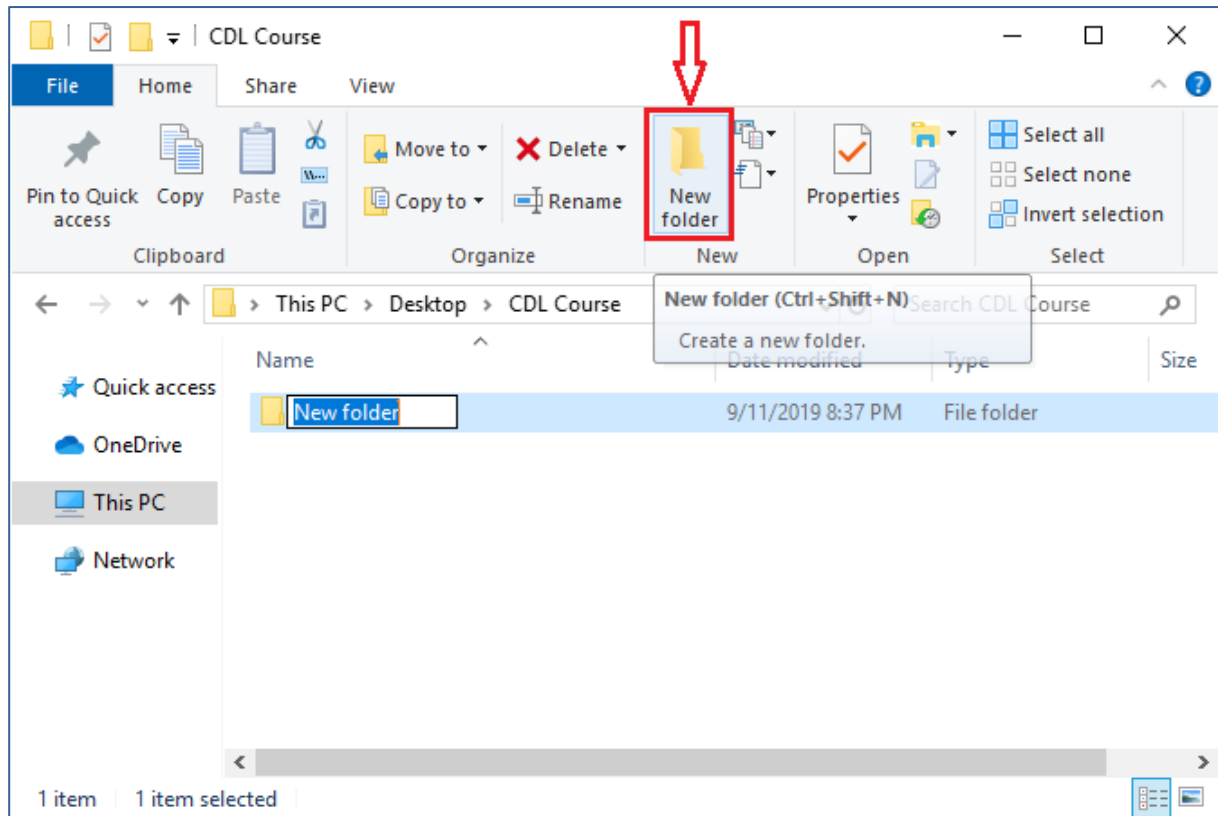 CDL Course
File Home Share View
Pin to Quick access
Copy
Paste
W...
Move to
Copy to
Delete
Rename
New folder
Properties
Select all
Select none
Invert selection
Clipboard Organize New Open Select
This PC > Desktop > CDL Course
Search CDL Course
New folder (Ctrl+Shift+N)
Create a new folder.
Name Date modified Type Size
Quick access
New folder 9/11/2019 8:37 PM File folder
OneDrive
This PC
Network
1 item 1 item selected